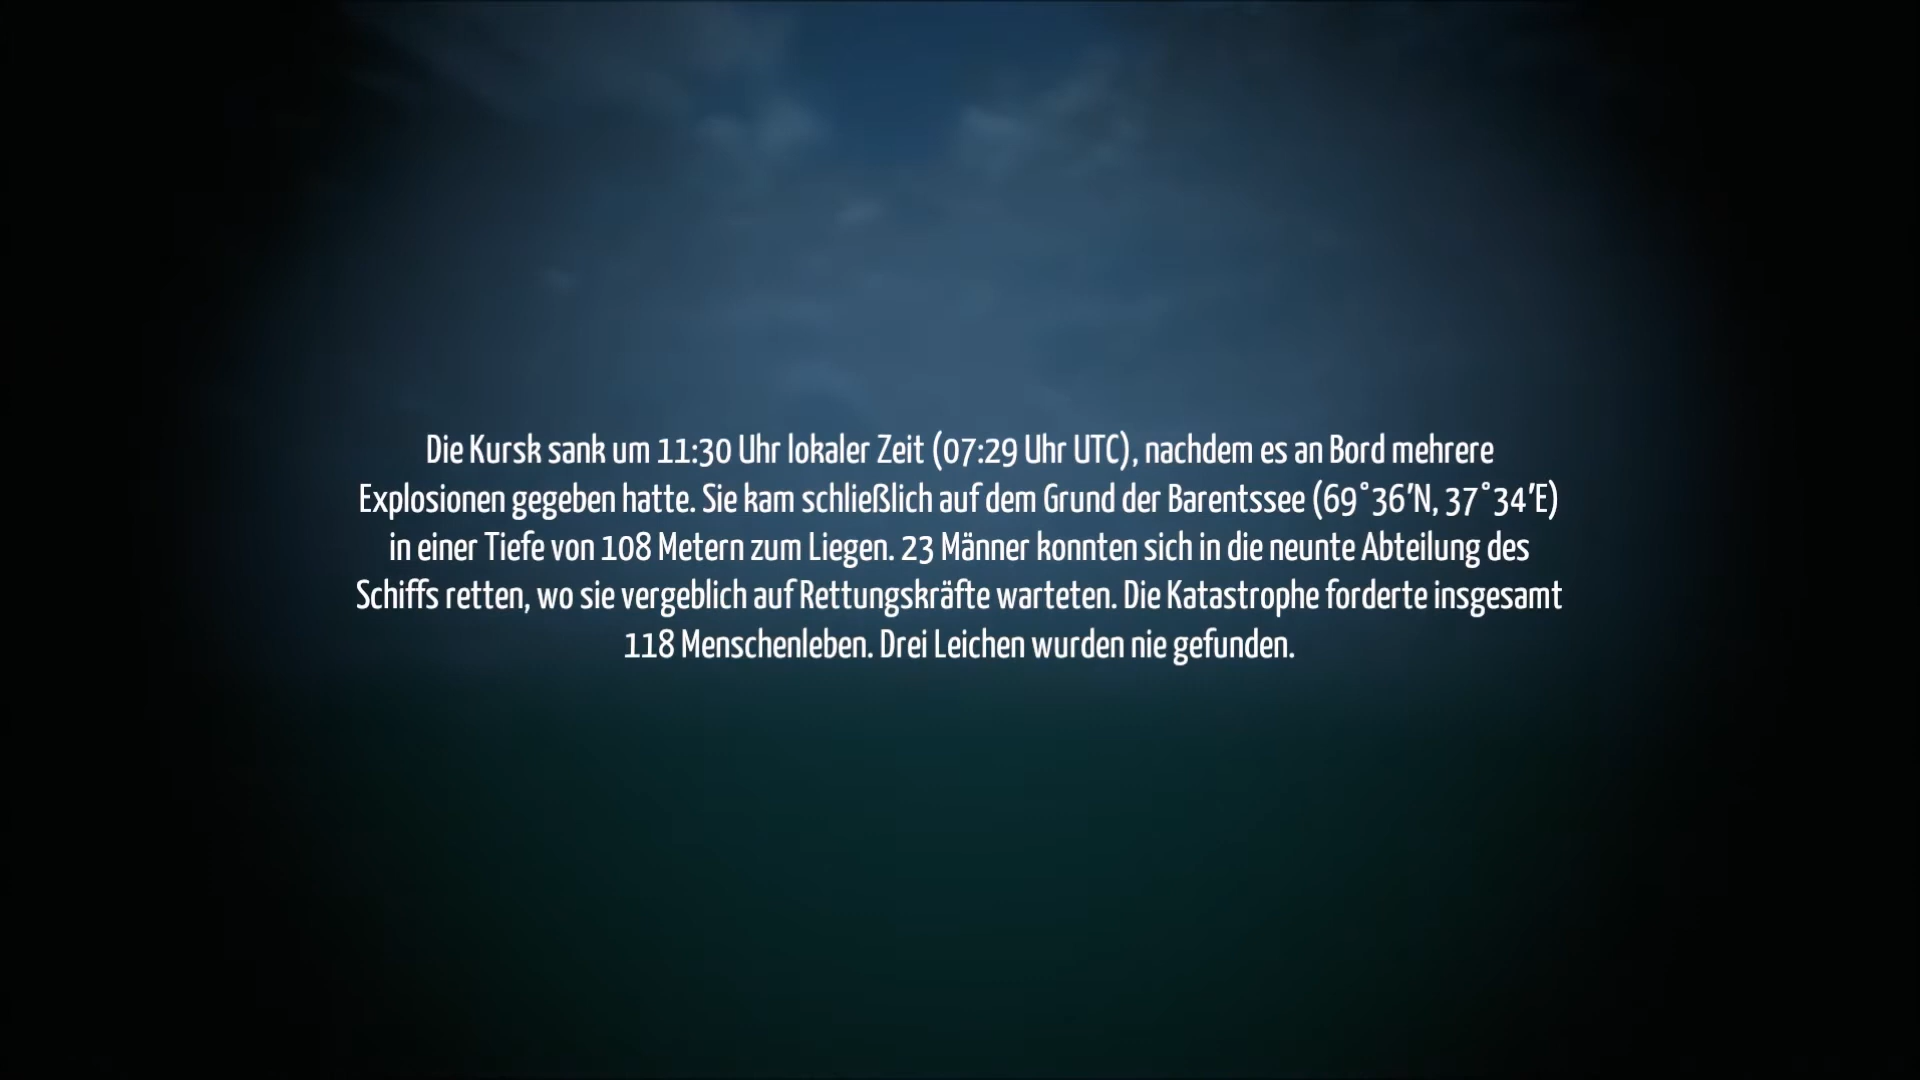 Die Kursk sank um 11:30 Uhr lokaler Zeit (07:29 Uhr UTC), nachdem es an Bord mehrere
Explosionen gegeben hatte. Sie kam schließlich auf dem Grund der Barentssee (69°36′N, 37°34′E)
in einer Tiefe von 108 Metern zum Liegen. 23 Männer konnten sich in die neunte Abteilung des
Schiffs retten, wo sie vergeblich auf Rettungskräfte warteten. Die Katastrophe forderte insgesamt
118 Menschenleben. Drei Leichen wurden nie gefunden.